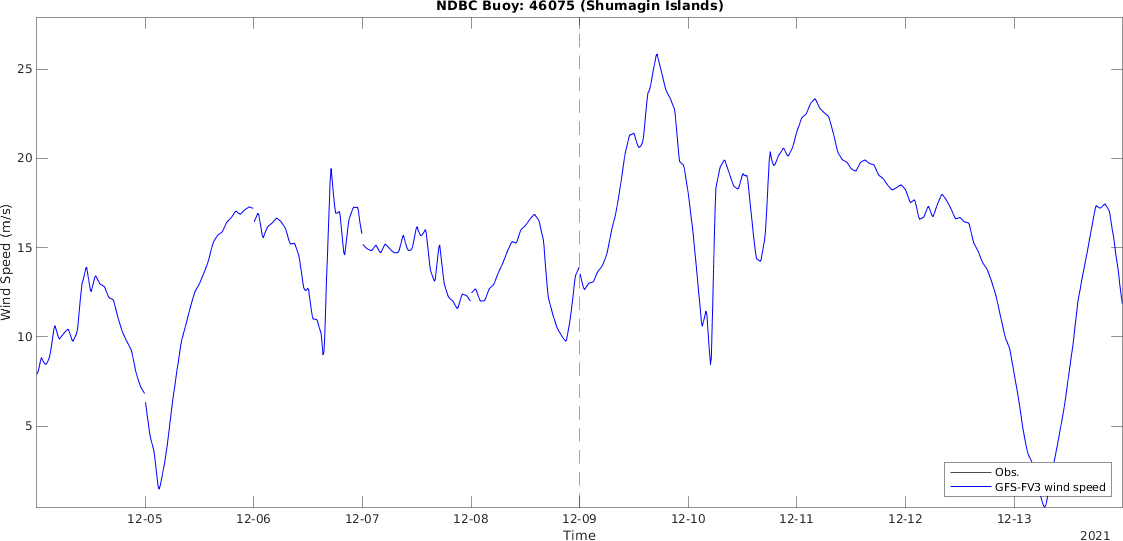 NDBC Buoy: 46075 (Shumagin Islands)
25
20
15
10
5
Wind Speed (m/s)
Obs.
GFS-FV3 wind speed
12-05 12-06 12-07 12-08 12-09 12-10 12-11 12-12 12-13
Time
2021